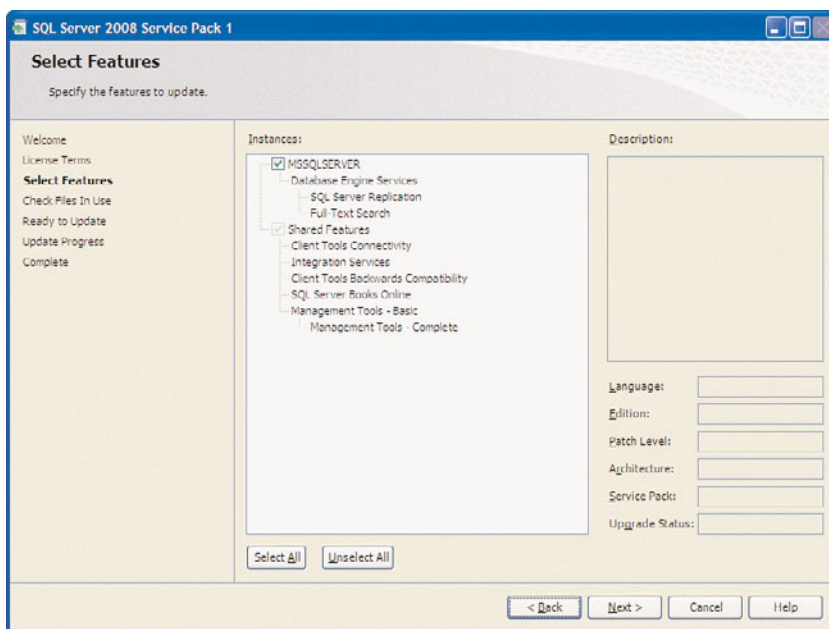 SQL Server 2008 Service Pack 1
Select Features
Specify the features to update.
Welcome
License Terms
Select Features
Check Files In Use
Ready to Update
Update Progress
Complete
Instances:
MSSQLSERVER
Database Engine Services
SQL Server Replication
Full-Text Search
Shared Features
Client Tools Connectivity
Integration Services
Client Tools Backwards Compatibility
SQL Server Books Online
Management Tools - Basic
Management Tools - Complete
Select All
Unselect All
Description:
Language:
Edition:
Patch Level:
Architecture:
Service Pack:
Upgrade Status:
< Back
Next >
Cancel
Help